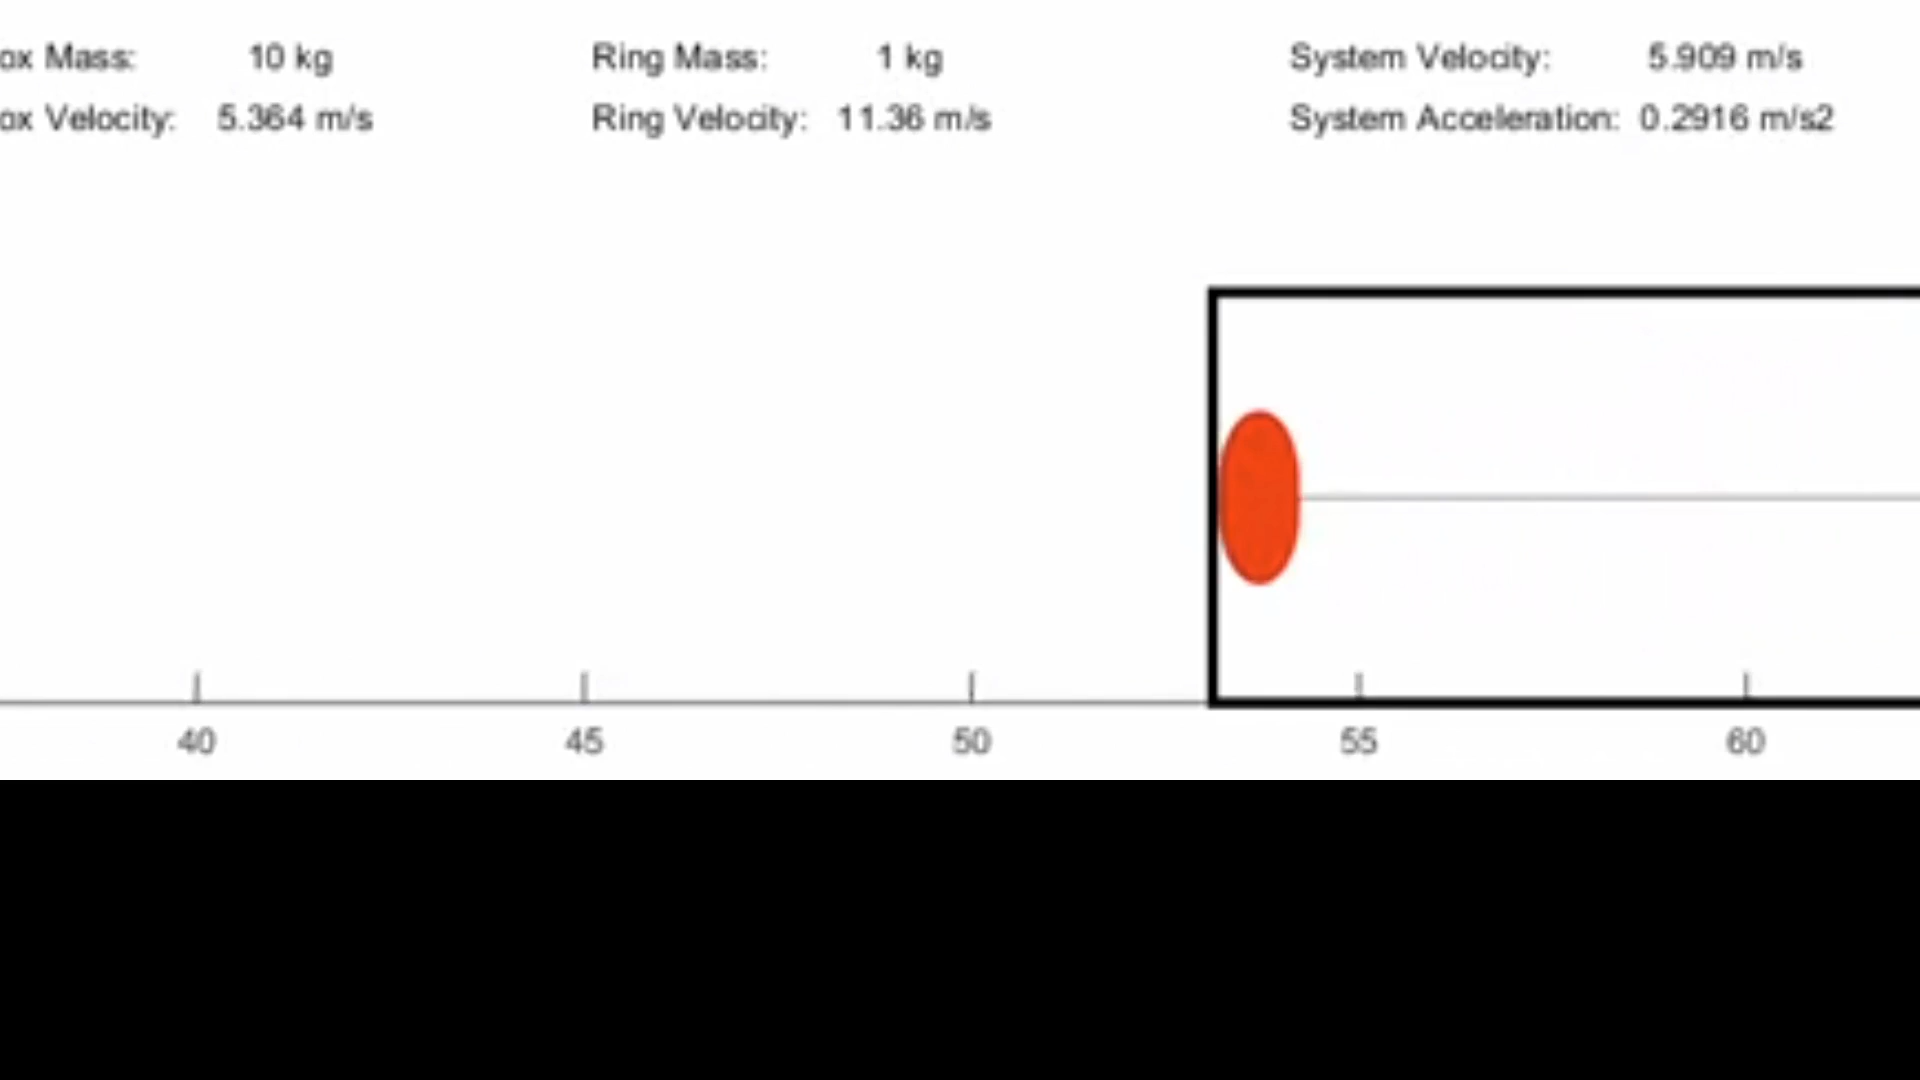 ox Mass: 10 kg Ring Mass: 1 kg System Velocity: 5.909 m/s
ox Velocity: 5.364 m/s Ring Velocity: 11.36 m/s System Acceleration: 0.2916 m/s2
40 45 50 55 60